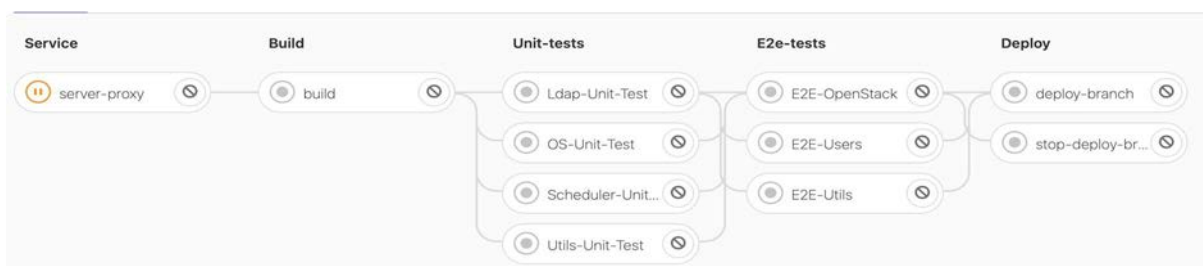 Service Build Unit-tests E2e-tests Deploy
server-proxy build Ldap-Unit-Test E2E-OpenStack deploy-branch
OS-Unit-Test E2E-Users stop-deploy-br...
Scheduler-Unit... E2E-Utils
Utils-Unit-Test